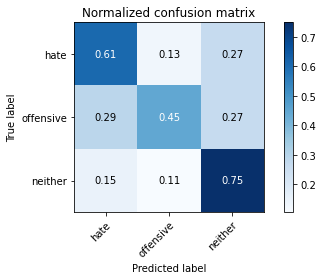 Normalized confusion matrix
hate 0.61 0.13 0.27
offensive 0.29 0.45 0.27
neither 0.15 0.11 0.75
True label
hate offensive neither
Predicted label
0.7
0.6
0.5
0.4
0.3
0.2